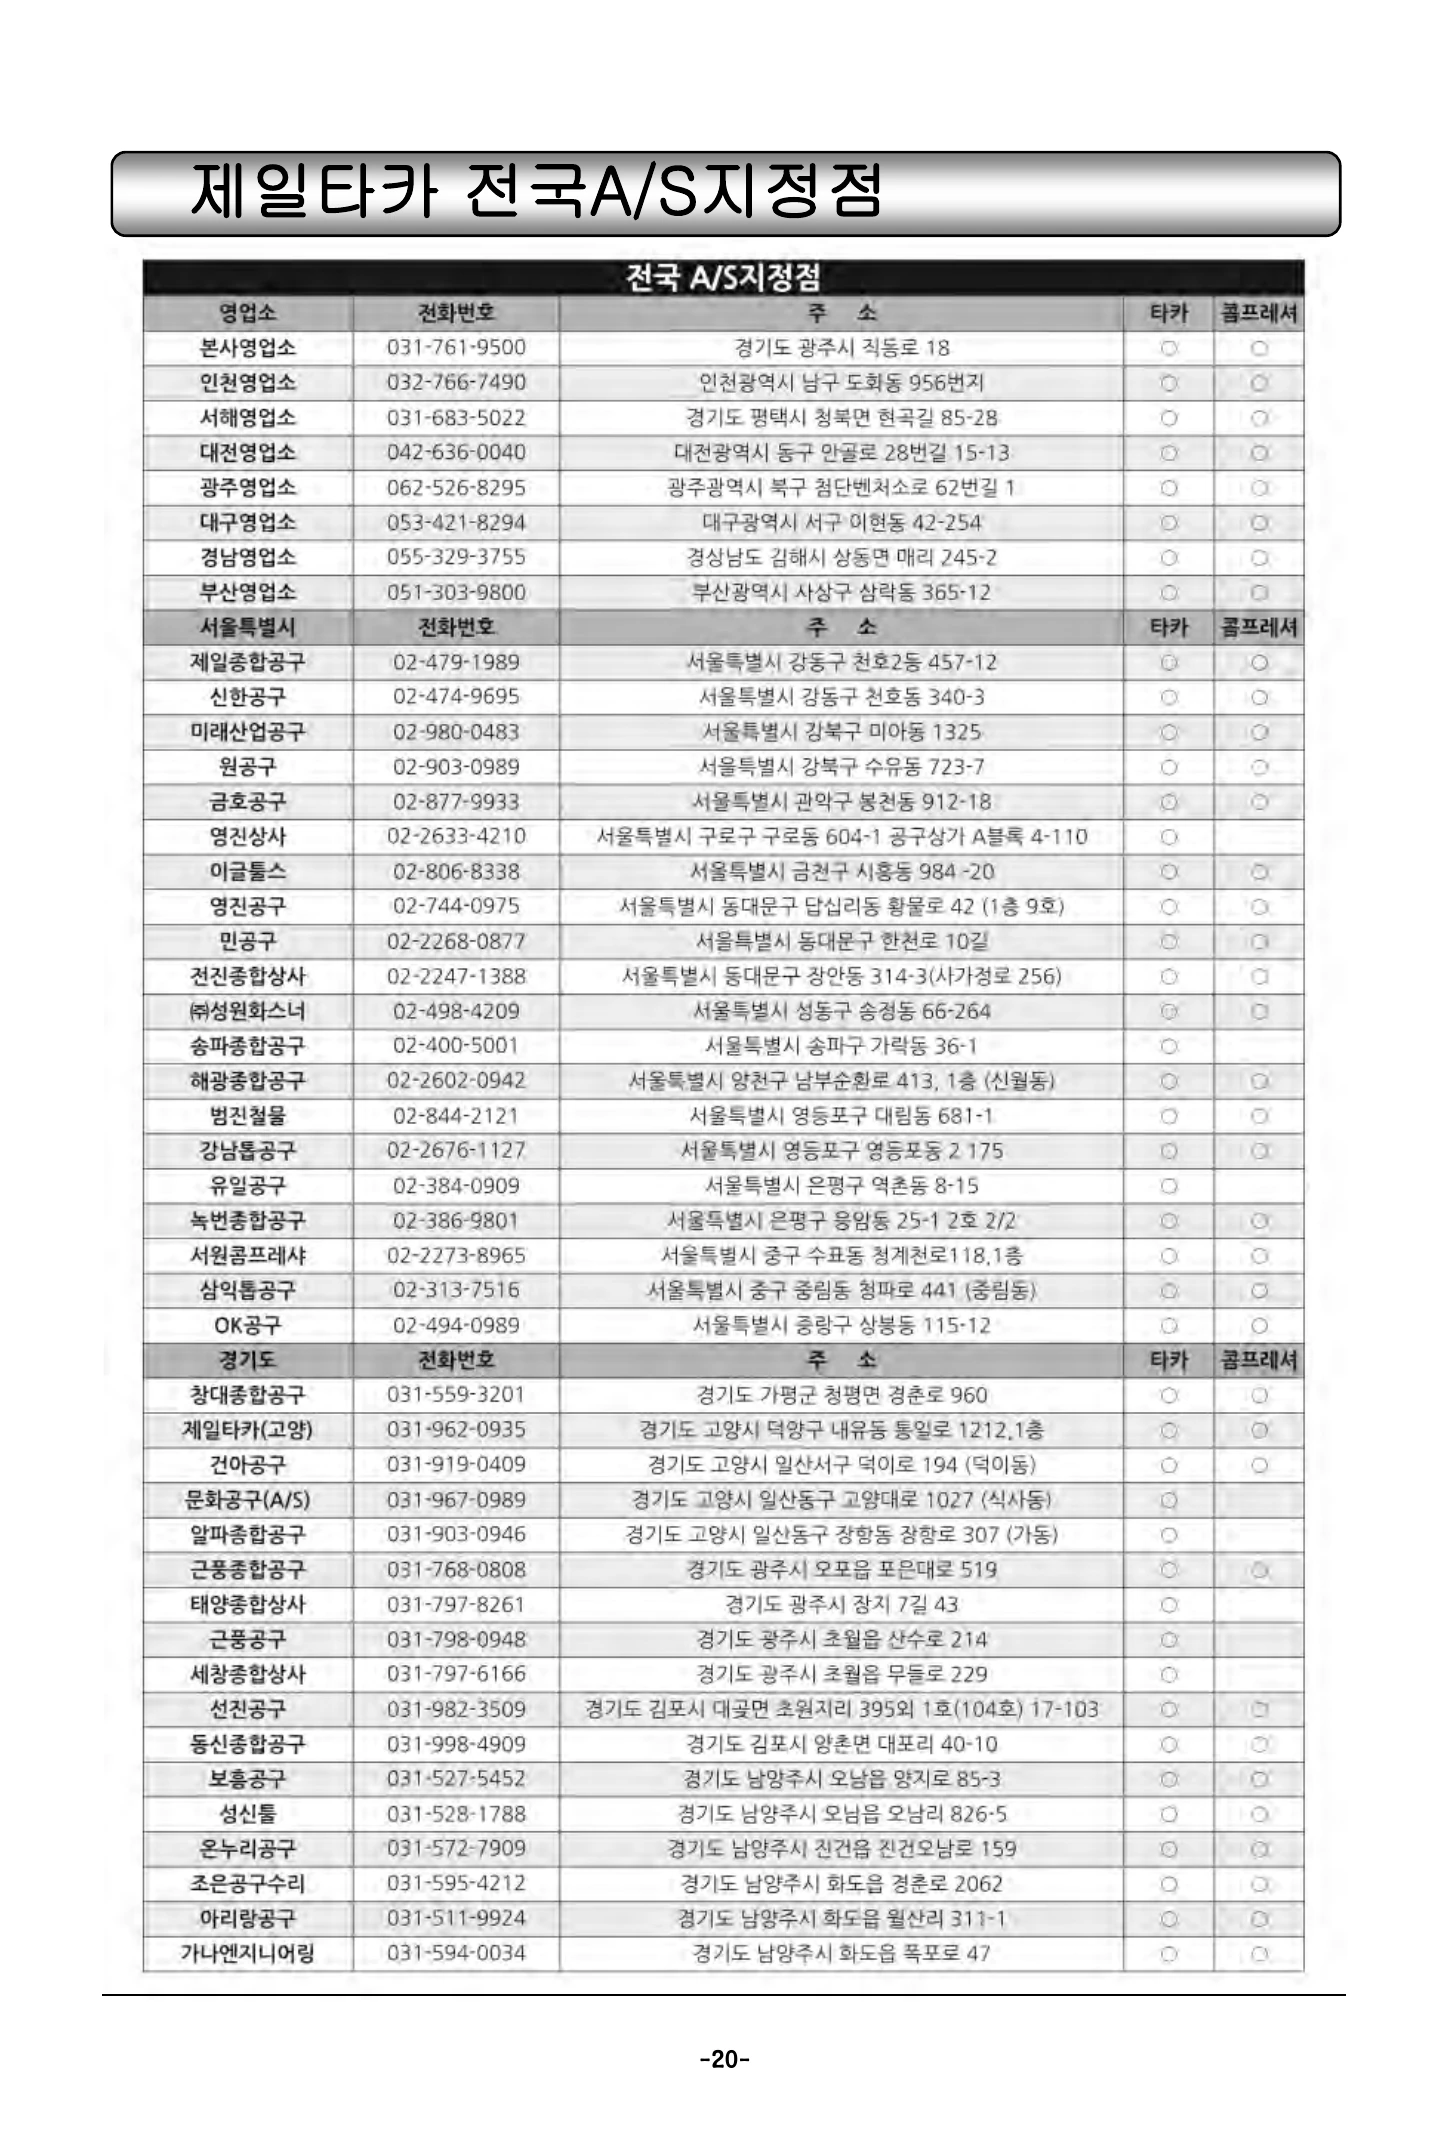 제일타카 전국A/S지정점
전국 A/S지정점
영업소 전화번호 주 소 타카 콤프레셔
본사영업소 031-761-9500 경기도 광주시 직동로 18 ○ ○
인천영업소 032-766-7490 인천광역시 남구 도화동 956번지 ○ ○
서해영업소 031-683-5022 경기도 평택시 청북면 현곡길 85-28 ○ ○
대전영업소 042-636-0040 대전광역시 동구 안골로 28번길 15-13 ○ ○
광주영업소 062-526-8295 광주광역시 북구 첨단벤처소로 62번길 1 ○ ○
대구영업소 053-421-8294 대구광역시 서구 이현동 42-254 ○ ○
경남영업소 055-329-3755 경상남도 김해시 상동면 매리 245-2 ○ ○
부산영업소 051-303-9800 부산광역시 사상구 삼락동 365-12 ○ ○
서울특별시 전화번호 주 소 타카 콤프레셔
제일종합공구 02-479-1989 서울특별시 강동구 천호2동 457-12 ○ ○
신한공구 02-474-9695 서울특별시 강동구 천호동 340-3 ○ ○
미래산업공구 02-980-0483 서울특별시 강북구 미아동 1325 ○ ○
원공구 02-903-0989 서울특별시 강북구 수유동 723-7 ○ ○
금호공구 02-877-9933 서울특별시 관악구 봉천동 912-18 ○ ○
영진상사 02-2633-4210 서울특별시 구로구 구로동 604-1 공구상가 A블록 4-110 ○
이글툴스 02-806-8338 서울특별시 금천구 시흥동 984 -20 ○ ○
영진공구 02-744-0975 서울특별시 동대문구 답십리동 황물로 42 (1층 9호) ○ ○
민공구 02-2268-0877 서울특별시 동대문구 한천로 10길 ○ ○
전진종합상사 02-2247-1388 서울특별시 동대문구 장안동 314-3(사가정로 256) ○ ○
㈜성원화스너 02-498-4209 서울특별시 성동구 송정동 66-264 ○ ○
송파종합공구 02-400-5001 서울특별시 송파구 가락동 36-1 ○
해광종합공구 02-2602-0942 서울특별시 양천구 남부순환로 413, 1층 (신월동) ○ ○
범진철물 02-844-2121 서울특별시 영등포구 대림동 681-1 ○ ○
강남톱공구 02-2676-1127 서울특별시 영등포구 영등포동 2 175 ○ ○
유일공구 02-384-0909 서울특별시 은평구 역촌동 8-15 ○
녹번종합공구 02-386-9801 서울특별시 은평구 응암동 25-1 2호 2/2 ○ ○
서원콤프레샤 02-2273-8965 서울특별시 중구 수표동 청계천로118,1층 ○ ○
삼익톱공구 02-313-7516 서울특별시 중구 중림동 청파로 441 (중림동) ○ ○
OK공구 02-494-0989 서울특별시 중랑구 상봉동 115-12 ○ ○
경기도 전화번호 주 소 타카 콤프레셔
창대종합공구 031-559-3201 경기도 가평군 청평면 경춘로 960 ○ ○
제일타카(고양) 031-962-0935 경기도 고양시 덕양구 내유동 통일로 1212,1층 ○ ○
건아공구 031-919-0409 경기도 고양시 일산서구 덕이로 194 (덕이동) ○ ○
문화공구(A/S) 031-967-0989 경기도 고양시 일산동구 고양대로 1027 (식사동) ○
알파종합공구 031-903-0946 경기도 고양시 일산동구 장항동 장항로 307 (가동) ○
근풍종합공구 031-768-0808 경기도 광주시 오포읍 포은대로 519 ○ ○
태양종합상사 031-797-8261 경기도 광주시 장지 7길 43 ○
근풍공구 031-798-0948 경기도 광주시 초월읍 산수로 214 ○
세창종합상사 031-797-6166 경기도 광주시 초월읍 무들로 229 ○
선진공구 031-982-3509 경기도 김포시 대곶면 초원지리 395외 1호(104호) 17-103 ○ ○
동신종합공구 031-998-4909 경기도 김포시 양촌면 대포리 40-10 ○ ○
보흥공구 031-527-5452 경기도 남양주시 오남읍 양지로 85-3 ○ ○
성신툴 031-528-1788 경기도 남양주시 오남읍 오남리 826-5 ○ ○
온누리공구 031-572-7909 경기도 남양주시 진건읍 진건오남로 159 ○ ○
조은공구수리 031-595-4212 경기도 남양주시 화도읍 경춘로 2062 ○ ○
아리랑공구 031-511-9924 경기도 남양주시 화도읍 월산리 311-1 ○ ○
가나엔지니어링 031-594-0034 경기도 남양주시 화도읍 폭포로 47 ○ ○
-20-